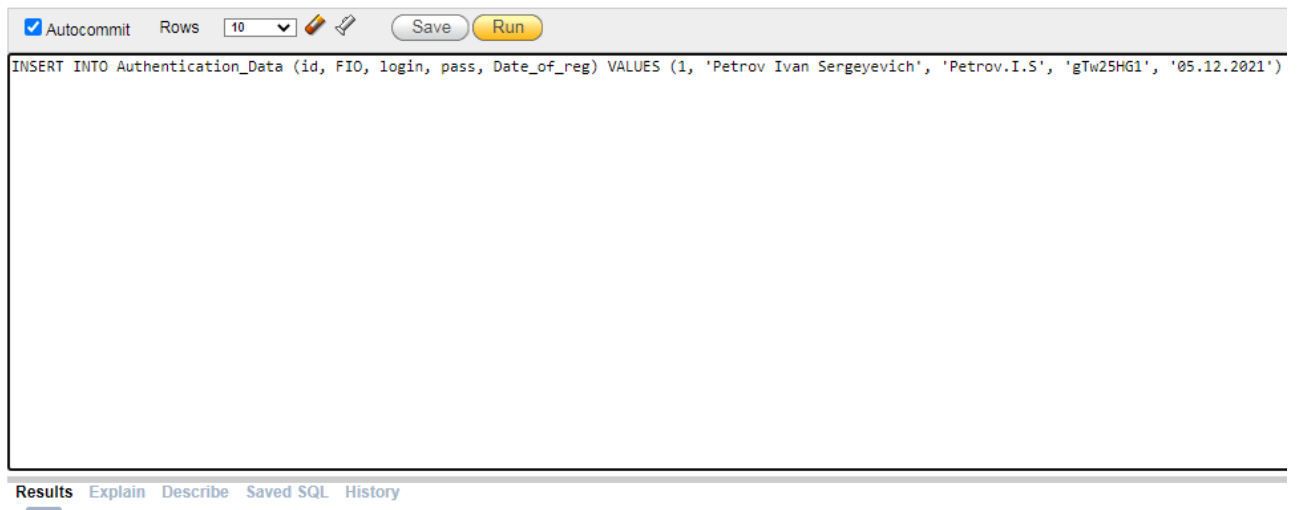 Autocommit Rows 10 Save Run
INSERT INTO Authentication_Data (id, FIO, login, pass, Date_of_reg) VALUES (1, 'Petrov Ivan Sergeyevich', 'Petrov.I.S', 'gTw25HG1', '05.12.2021')
Results Explain Describe Saved SQL History